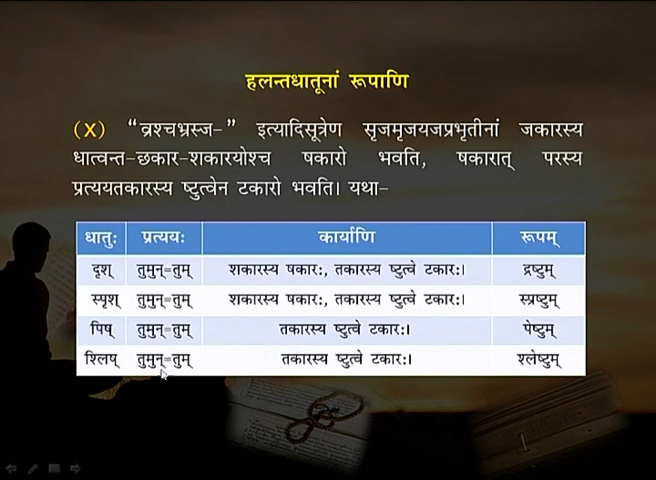 हलन्तधातूनां रूपाणि
(X) “व्रश्चभ्रस्ज-” इत्यादिसूत्रेण सृजमृजयजप्रभृतीनां जकारस्य
धात्वन्त-छकार-शकारयोश्च षकारो भवति, षकारात् परस्य
प्रत्ययतकारस्य ष्टुत्वेन टकारो भवति। यथा-
धातुः प्रत्ययः कार्याणि रूपम्
दृश् तुमुन्=तुम् शकारस्य षकारः, तकारस्य ष्टुत्वे टकारः। द्रष्टुम्
स्पृश् तुमुन्=तुम् शकारस्य षकारः, तकारस्य ष्टुत्वे टकारः। स्प्रष्टुम्
पिष् तुमुन्=तुम् तकारस्य ष्टुत्वे टकारः। पेष्टुम्
श्लिष् तुमुन्=तुम् तकारस्य ष्टुत्वे टकारः। श्लेष्टुम्